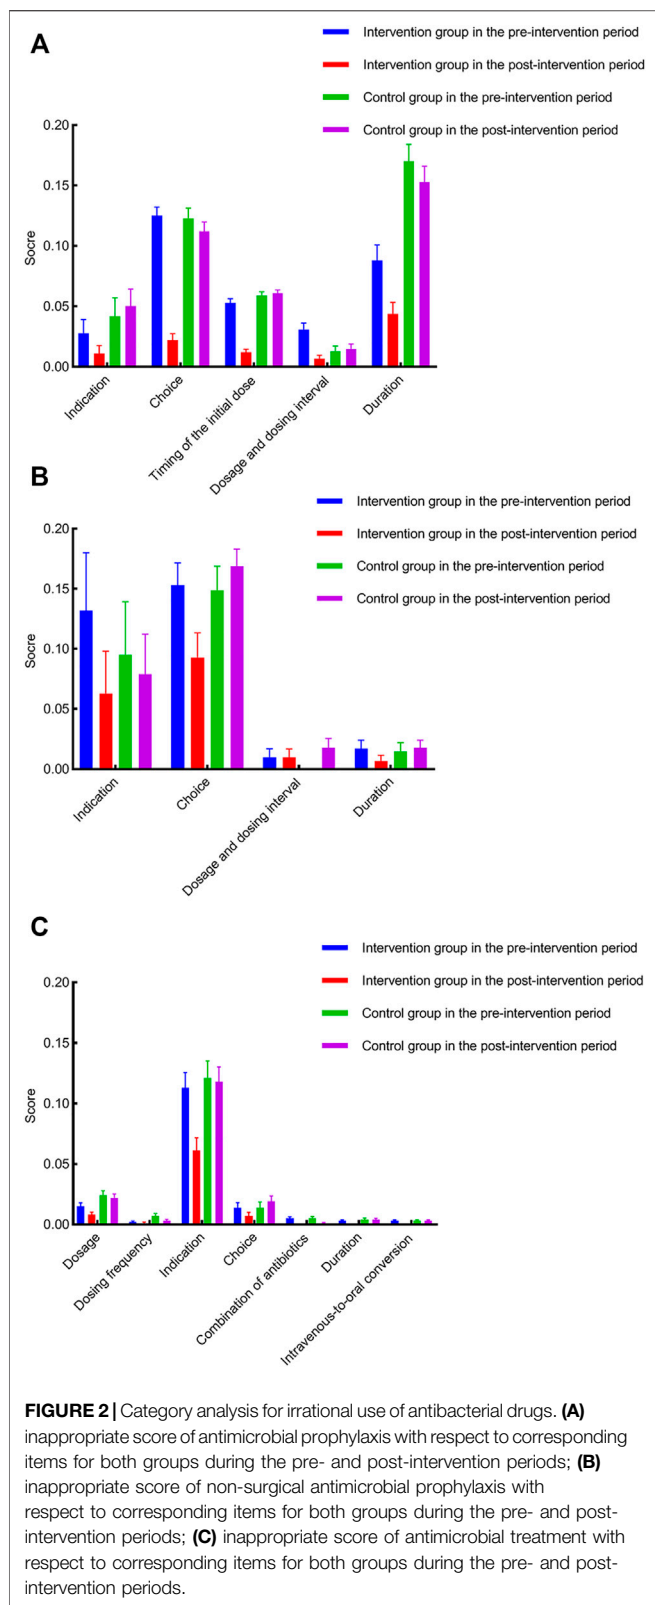 A
Intervention group in the pre-intervention period
Intervention group in the post-intervention period
Control group in the pre-intervention period
Control group in the post-intervention period
0.20
0.15
0.10
0.05
0.00
Socre
Indication
Choice
Timing of the initial dose
Dosage and dosing interval
Duration
B
Intervention group in the pre-intervention period
Intervention group in the post-intervention period
Control group in the pre-intervention period
Control group in the post-intervention period
0.20
0.15
0.10
0.05
0.00
Socre
Indication
Choice
Dosage and dosing interval
Duration
C
Intervention group in the pre-intervention period
Intervention group in the post-intervention period
Control group in the pre-intervention period
Control group in the post-intervention period
0.20
0.15
0.10
0.05
0.00
Score
Dosage
Dosing frequency
Indication
Choice
Combination of antibiotics
Duration
Intravenous-to-oral conversion
FIGURE 2 | Category analysis for irrational use of antibacterial drugs. (A)
inappropriate score of antimicrobial prophylaxis with respect to corresponding
items for both groups during the pre- and post-intervention periods; (B)
inappropriate score of non-surgical antimicrobial prophylaxis with
respect to corresponding items for both groups during the pre- and post-
intervention periods; (C) inappropriate score of antimicrobial treatment with
respect to corresponding items for both groups during the pre- and post-
intervention periods.